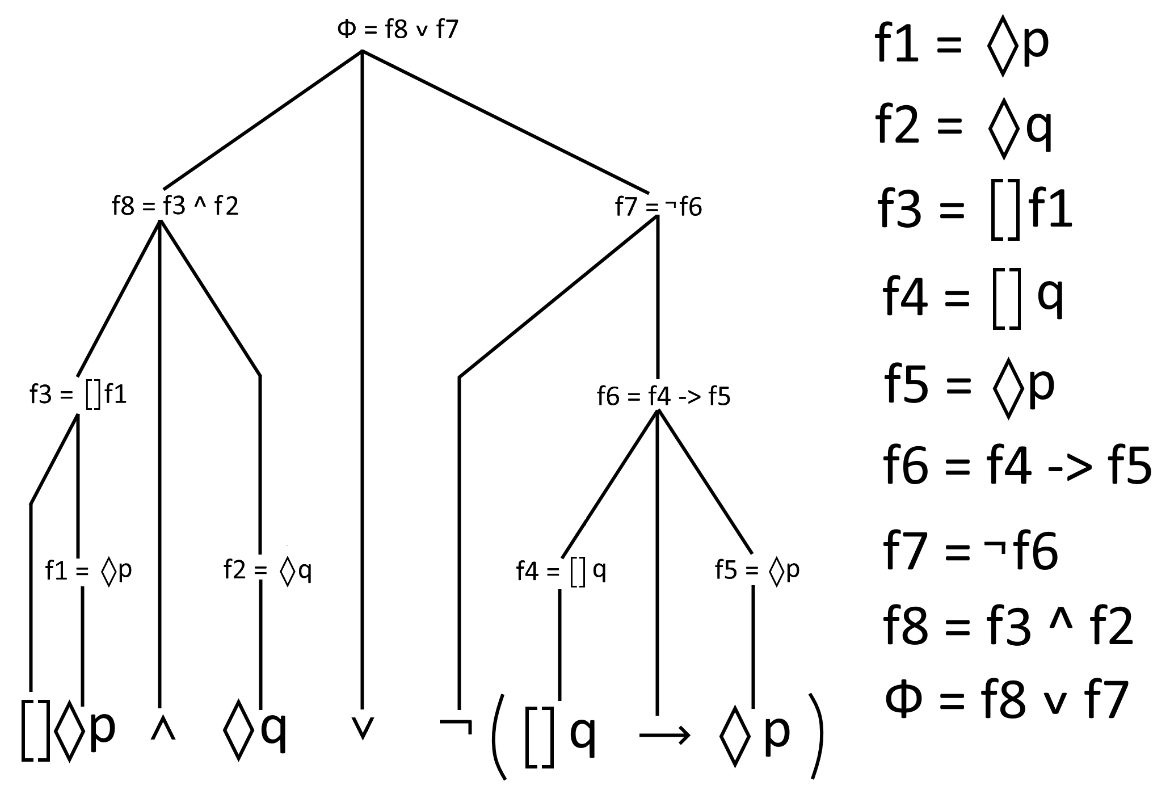 Φ = f8 ˅ f7
f8 = f3 ^ f2
f7 = ¬f6
f3 = []f1
f6 = f4 -> f5
f1 = ◊p
f2 = ◊q
f4 = [] q
f5 = ◊p
[]◊p ∧ ◊q ∨ ¬ ( [] q → ◊ p )
f1 = ◊p
f2 = ◊q
f3 = []f1
f4 = [] q
f5 = ◊p
f6 = f4 -> f5
f7 = ¬f6
f8 = f3 ^ f2
Φ = f8 ˅ f7